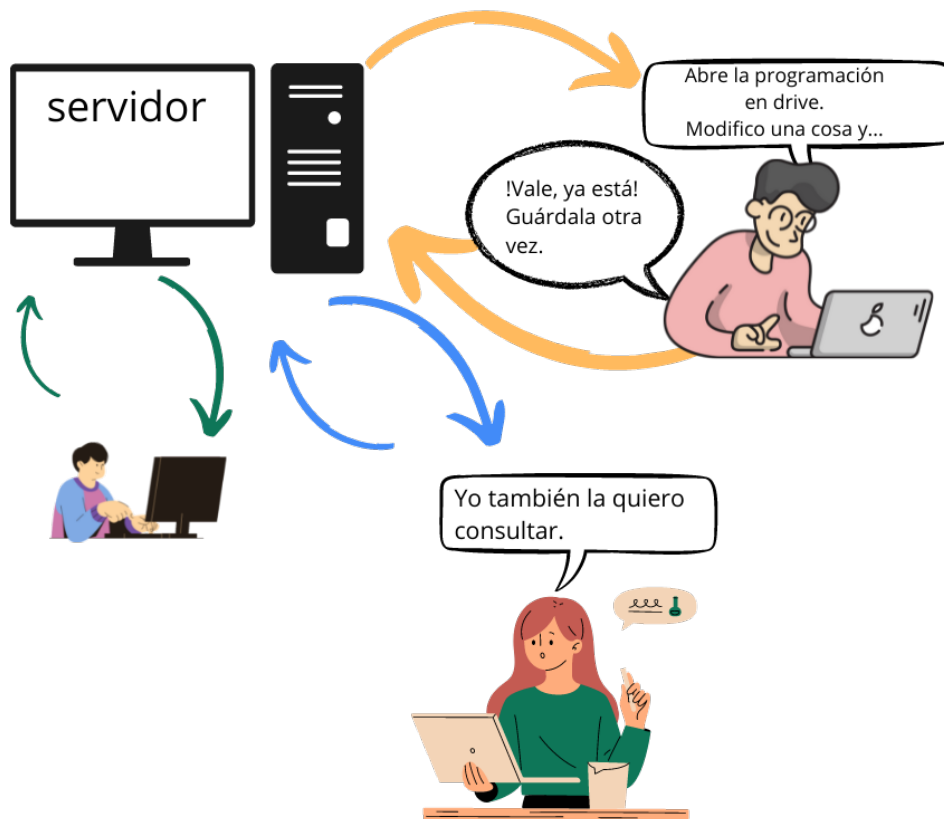 servidor
Abre la programación
en drive.
Modifico una cosa y...
!Vale, ya está!
Guárdala otra
vez.
Yo también la quiero
consultar.